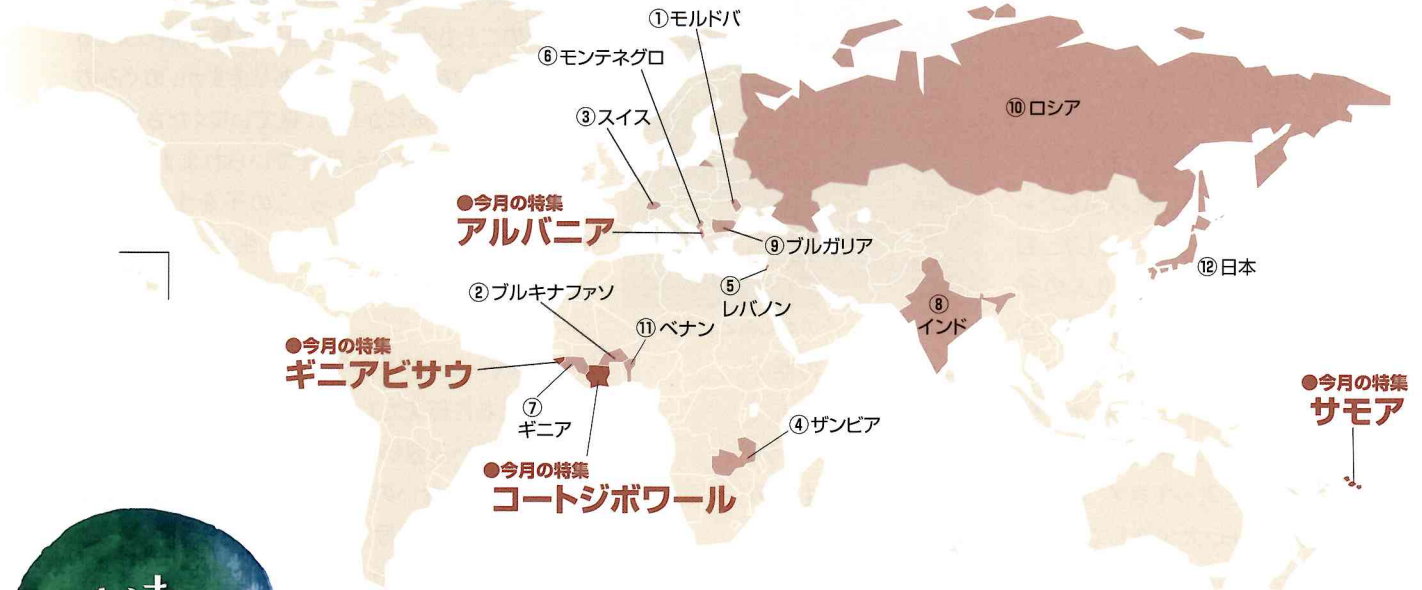 ①モルドバ
⑥モンテネグロ
③スイス
⑩ロシア
●今月の特集
アルバニア
⑨ブルガリア
⑫日本
⑤
レバノン
②ブルキナファソ
⑧
インド
⑪ベナン
●今月の特集
ギニアビサウ
●今月の特集
サモア
⑦
ギニア
④ザンビア
●今月の特集
コートジボワール